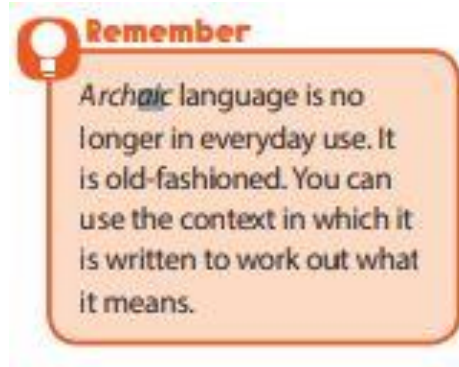 Remember
Archaic language is no
longer in everyday use. It
is old-fashioned. You can
use the context in which it
is written to work out what
it means.